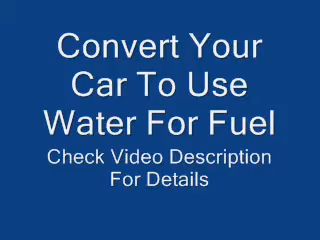 Convert Your
Car To Use
Water For Fuel
Check Video Description
For Details